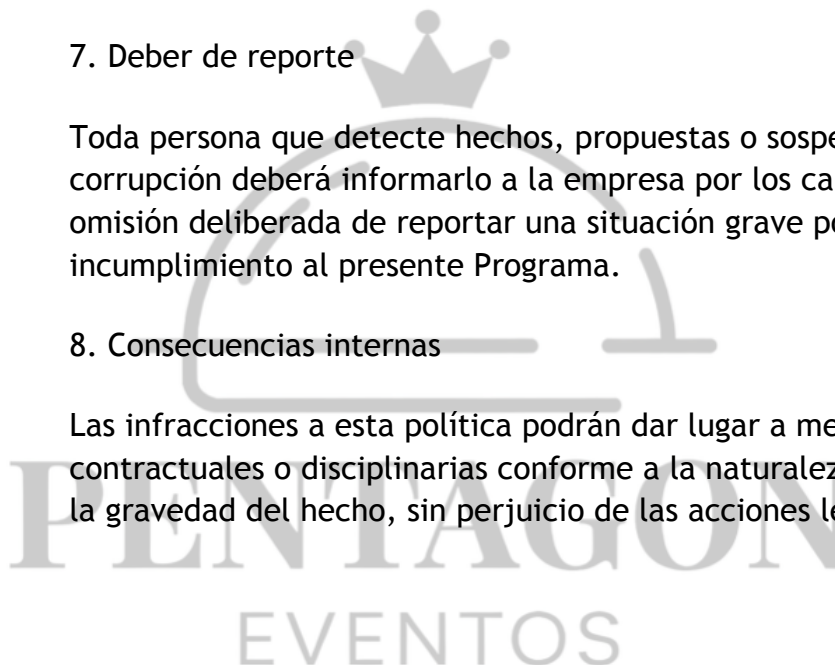 7. Deber de reporte
Toda persona que detecte hechos, propuestas o sospe
corrupción deberá informarlo a la empresa por los ca
omisión deliberada de reportar una situación grave p
incumplimiento al presente Programa.
8. Consecuencias internas
Las infracciones a esta política podrán dar lugar a me
contractuales o disciplinarias conforme a la naturalez
la gravedad del hecho, sin perjuicio de las acciones le
PENTAGON
EVENTOS